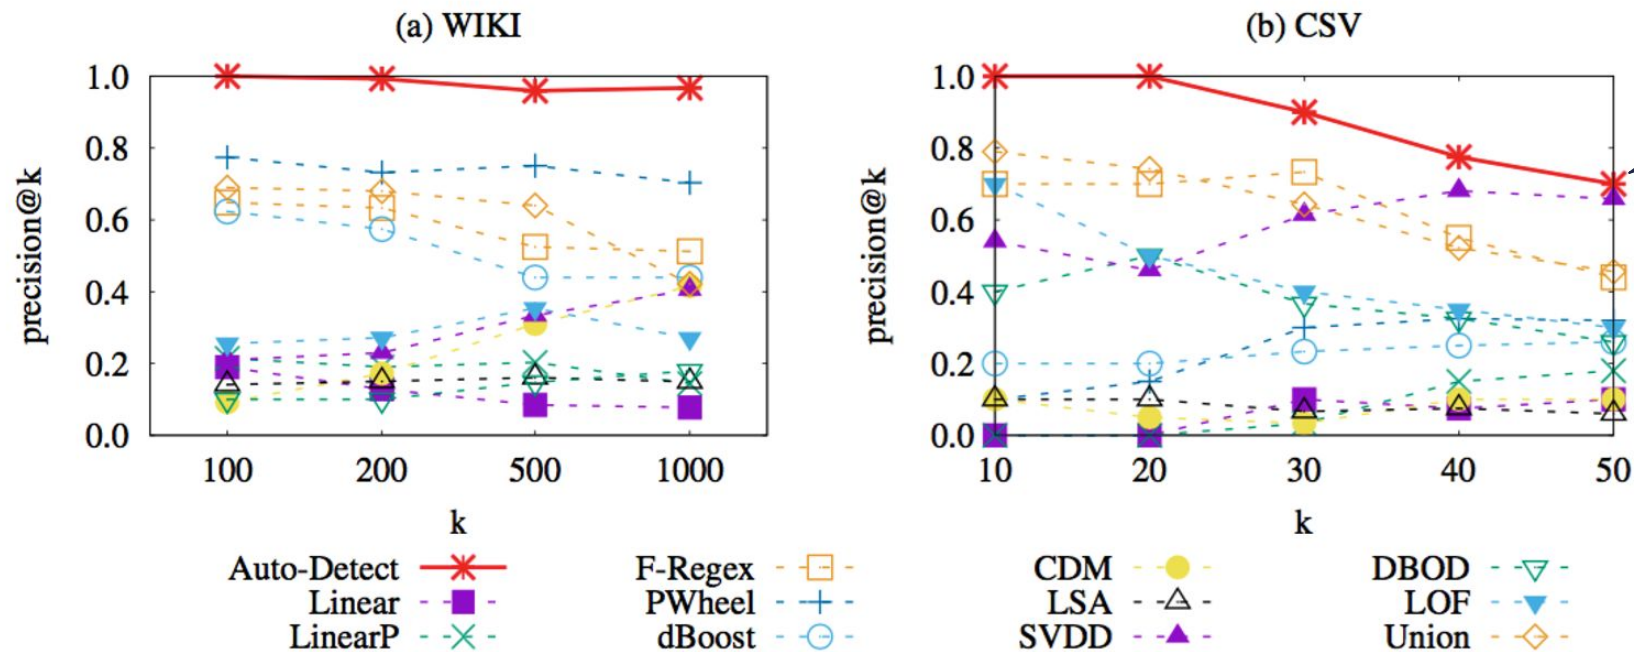 (a) WIKI
(b) CSV
precision@k
1.0
0.8
0.6
0.4
0.2
0.0
100 200 500 1000
k
precision@k
1.0
0.8
0.6
0.4
0.2
0.0
10 20 30 40 50
k
Auto-Detect F-Regex CDM DBOD
Linear PWheel LSA LOF
LinearP dBoost SVDD Union